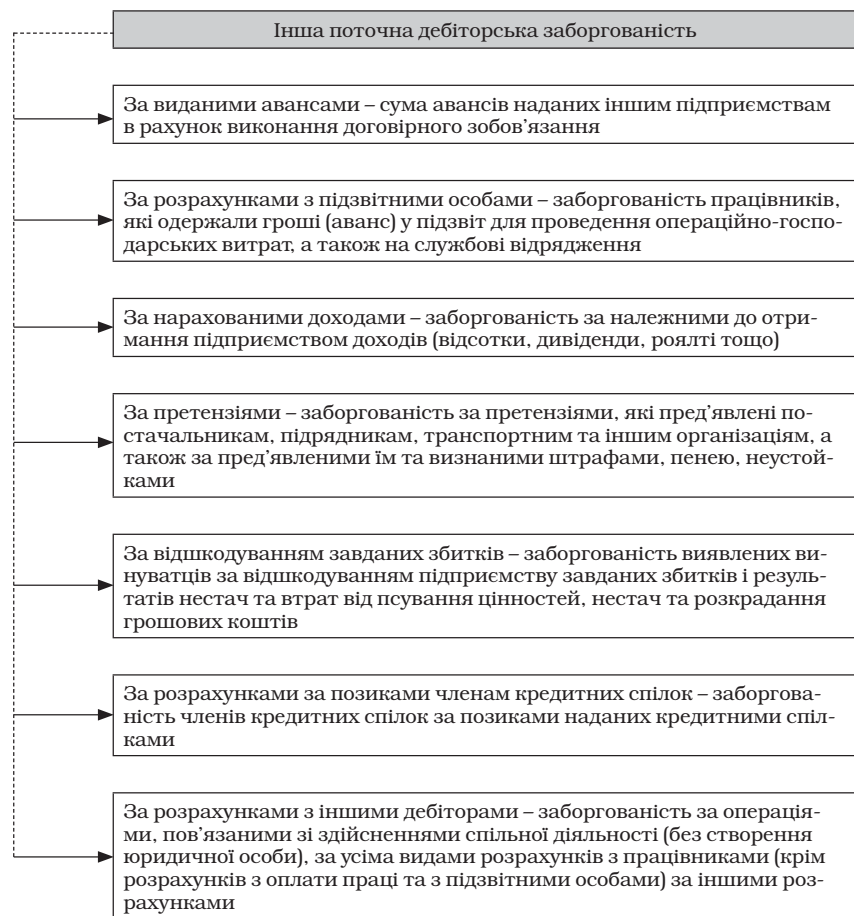 Інша поточна дебіторська заборгованість
За виданими авансами – сума авансів наданих іншим підприємствам
в рахунок виконання договірного зобов’язання
За розрахунками з підзвітними особами – заборгованість працівників,
які одержали гроші (аванс) у підзвіт для проведення операційно-госпо-
дарських витрат, а також на службові відрядження
За нарахованими доходами – заборгованість за належними до отри-
мання підприємством доходів (відсотки, дивіденди, роялті тощо)
За претензіями – заборгованість за претензіями, які пред’явлені по-
стачальникам, підрядникам, транспортним та іншим організаціям, а
також за пред’явленими їм та визнаними штрафами, пенею, неустой-
ками
За відшкодуванням завданих збитків – заборгованість виявлених ви-
нуватців за відшкодуванням підприємству завданих збитків і резуль-
татів нестач та втрат від псування цінностей, нестач та розкрадання
грошових коштів
За розрахунками за позиками членам кредитних спілок – заборгова-
ність членів кредитних спілок за позиками наданих кредитними спіл-
ками
За розрахунками з іншими дебіторами – заборгованість за операція-
ми, пов’язаними зі здійсненнями спільної діяльності (без створення
юридичної особи), за усіма видами розрахунків з працівниками (крім
розрахунків з оплати праці та з підзвітними особами) за іншими роз-
рахунками